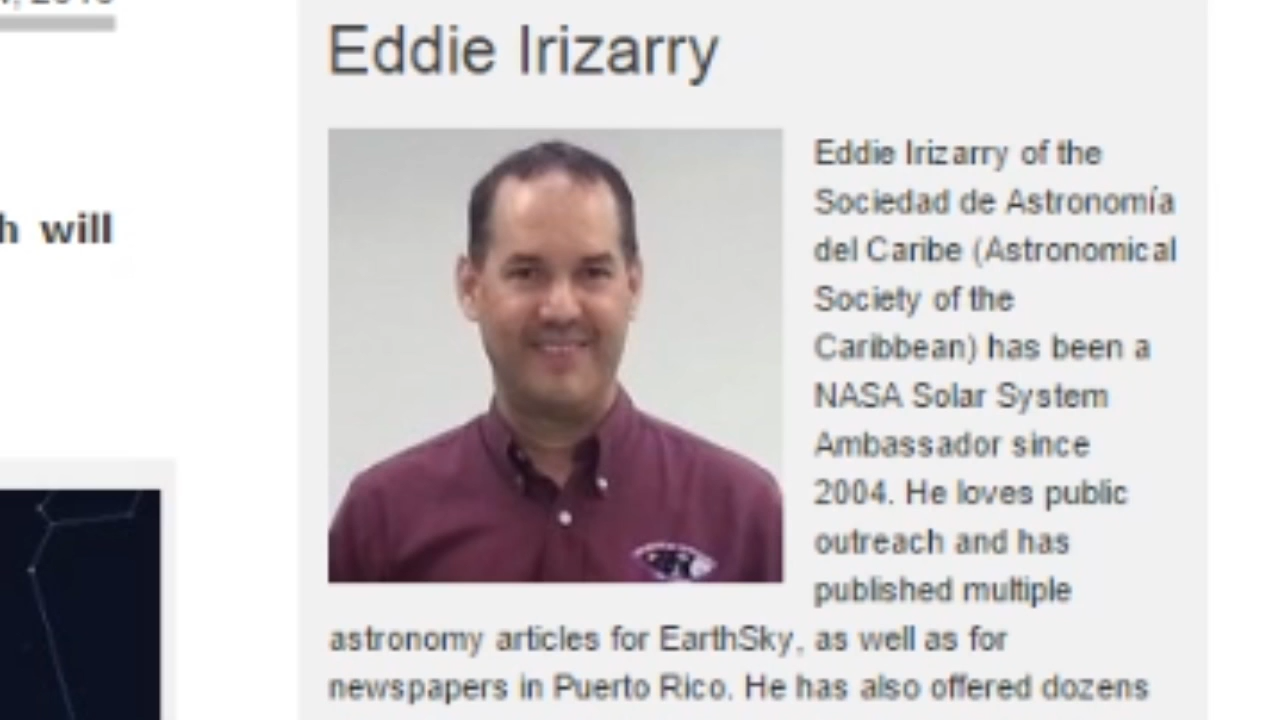 h will
Eddie Irizarry
Eddie Irizarry of the
Sociedad de Astronomía
del Caribe (Astronomical
Society of the
Caribbean) has been a
NASA Solar System
Ambassador since
2004. He loves public
outreach and has
published multiple
astronomy articles for EarthSky, as well as for
newspapers in Puerto Rico. He has also offered dozens